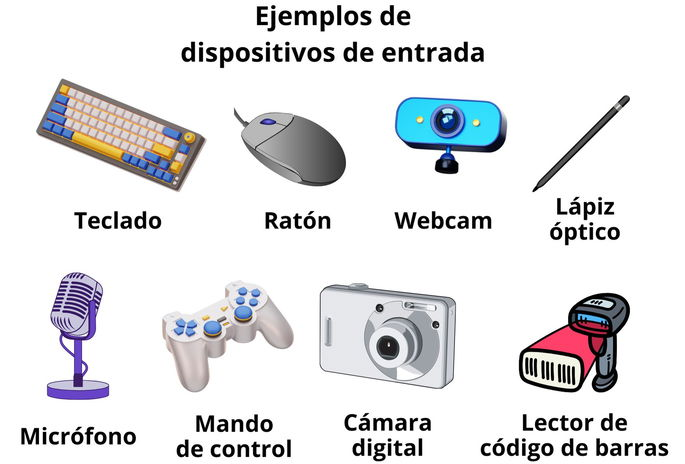 Ejemplos de
dispositivos de entrada
Teclado
Ratón
Webcam
Lápiz
óptico
Micrófono
Mando
de control
Cámara
digital
Lector de
código de barras